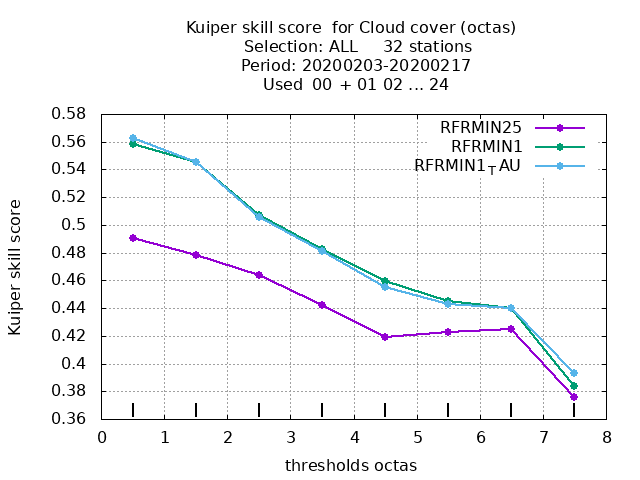 Kuiper skill score  for Cloud cover (octas)
Selection: ALL     32 stations
Period: 20200203-20200217
Used  00 + 01 02 ... 24
RFRMIN25
RFRMIN1
RFRMIN1TAU
0.58
0.56
0.54
0.52
0.5
0.48
0.46
0.44
0.42
0.4
0.38
0.36
Kuiper skill score
0 1 2 3 4 5 6 7 8
thresholds octas